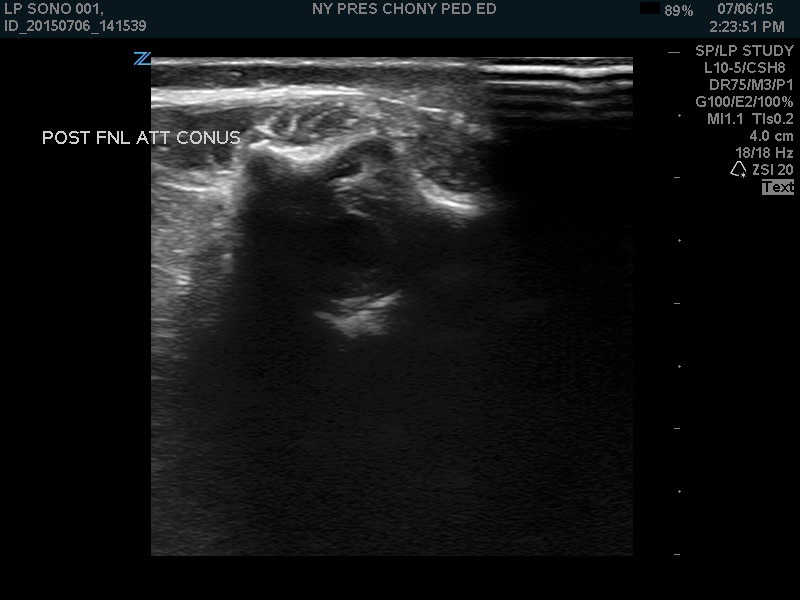 LP SONO 001, NY PRES CHONY PED ED 89% 07/06/15
ID_20150706_141539 2:23:51 PM
SP/LP STUDY
L10-5/CSH8
DR75/M3/P1
G100/E2/100%
MI1.1 TIs0.2
4.0 cm
18/18 Hz
ZSI 20
Text
POST FNL ATT CONUS